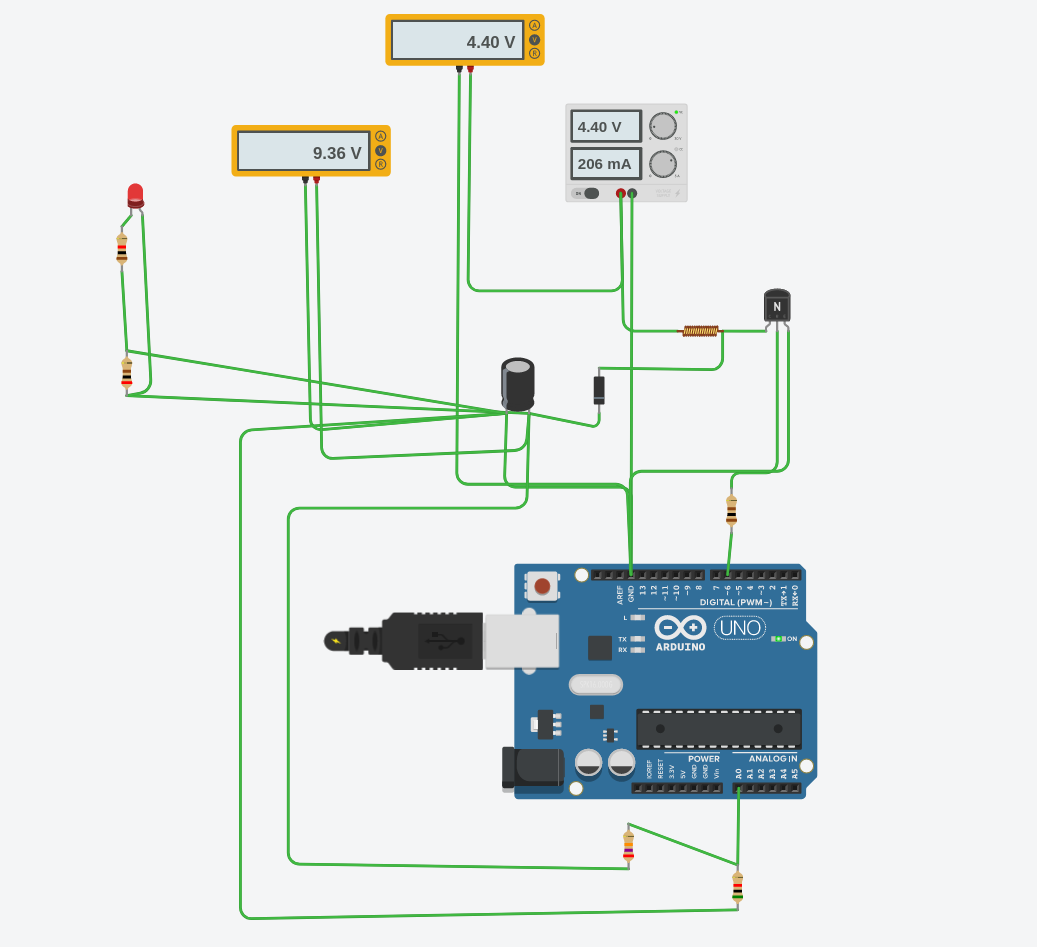 4.40 V
A
V
R
9.36 V
A
V
R
4.40 V
206 mA
N
AREF
GND
13
12
~11
~10
~9
8
7
~6
~5
4
~3
2
TX→1
RX←0
DIGITAL (PWM~)
L
TX
RX
UNO
ARDUINO
ON
POWER
ANALOG IN
IOREF
RESET
3.3V
5V
GND
GND
Vin
A0
A1
A2
A3
A4
A5